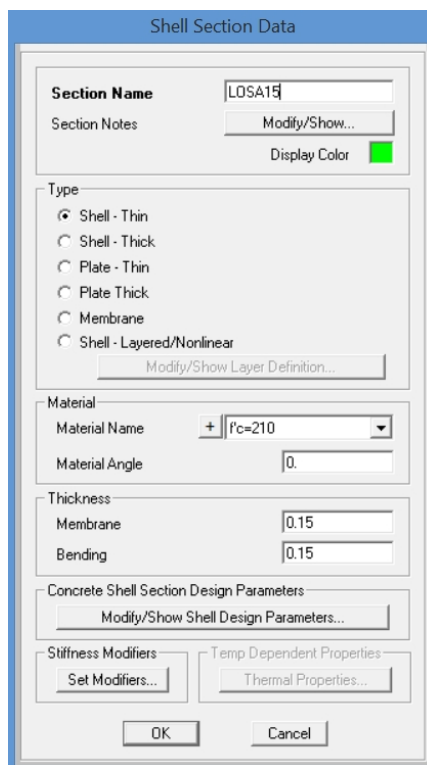 Shell Section Data
Section Name LOSA15
Section Notes Modify/Show...
Display Color
Type
Shell - Thin
Shell - Thick
Plate - Thin
Plate Thick
Membrane
Shell - Layered/Nonlinear
Modify/Show Layer Definition...
Material
Material Name + f'c=210
Material Angle 0.
Thickness
Membrane 0.15
Bending 0.15
Concrete Shell Section Design Parameters
Modify/Show Shell Design Parameters...
Stiffness Modifiers Temp Dependent Properties
Set Modifiers... Thermal Properties...
OK Cancel